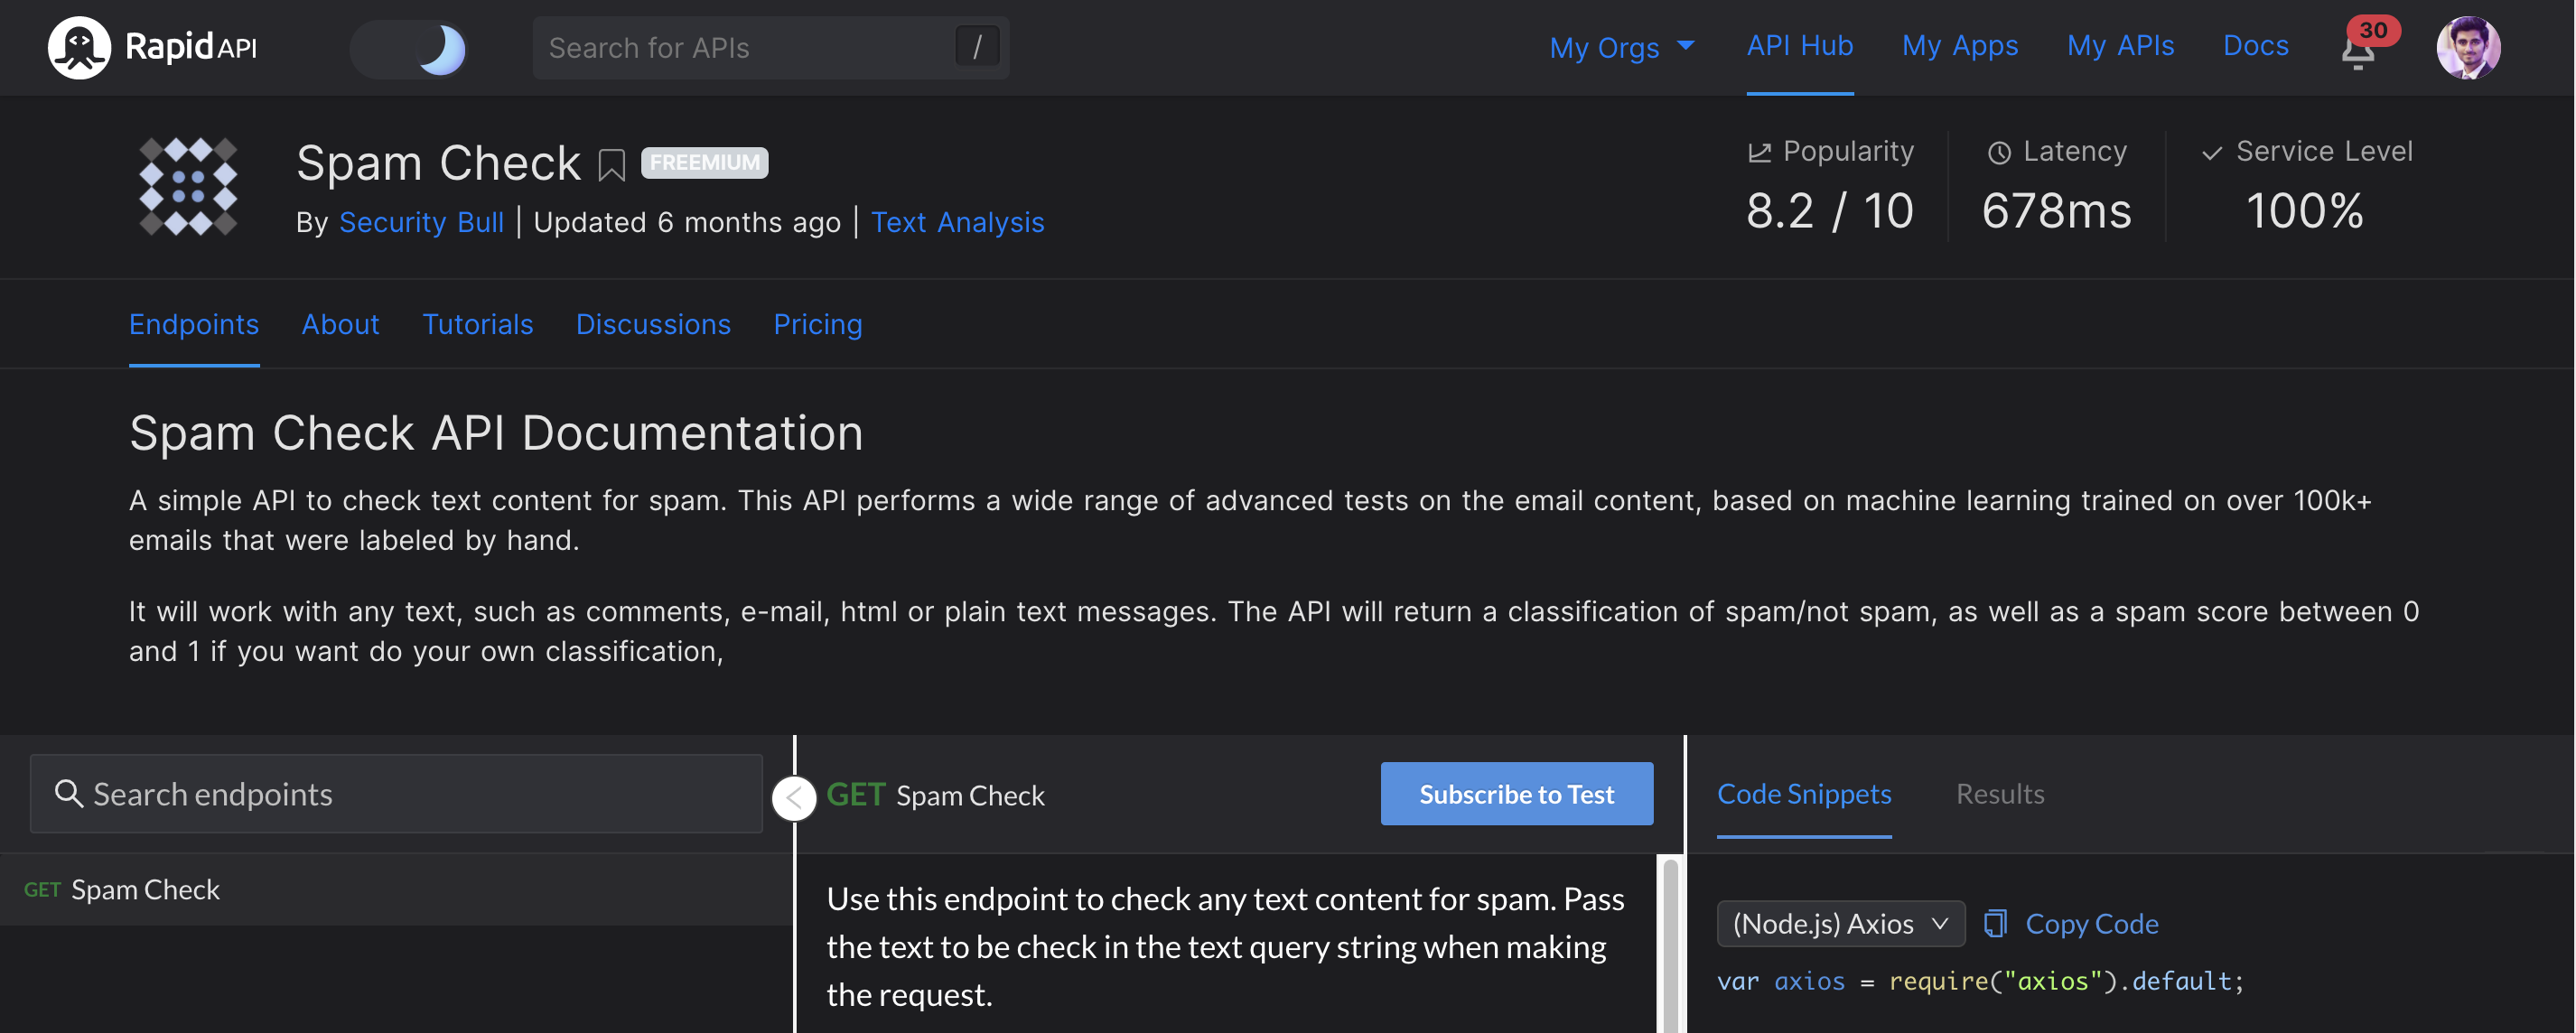 RapidAPI
Search for APIs /
My Orgs API Hub My Apps My APIs Docs 30
Spam Check FREEMIUM
By Security Bull | Updated 6 months ago | Text Analysis
Popularity Latency Service Level
8.2 / 10 678ms 100%
Endpoints About Tutorials Discussions Pricing
Spam Check API Documentation
A simple API to check text content for spam. This API performs a wide range of advanced tests on the email content, based on machine learning trained on over 100k+
emails that were labeled by hand.
It will work with any text, such as comments, e-mail, html or plain text messages. The API will return a classification of spam/not spam, as well as a spam score between 0
and 1 if you want do your own classification,
Search endpoints
GET Spam Check
GET Spam Check
Subscribe to Test
Use this endpoint to check any text content for spam. Pass
the text to be check in the text query string when making
the request.
Code Snippets Results
(Node.js) Axios Copy Code
var axios = require("axios").default;